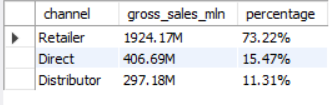 channel gross_sales_mln percentage
Retailer 1924.17M 73.22%
Direct 406.69M 15.47%
Distributor 297.18M 11.31%